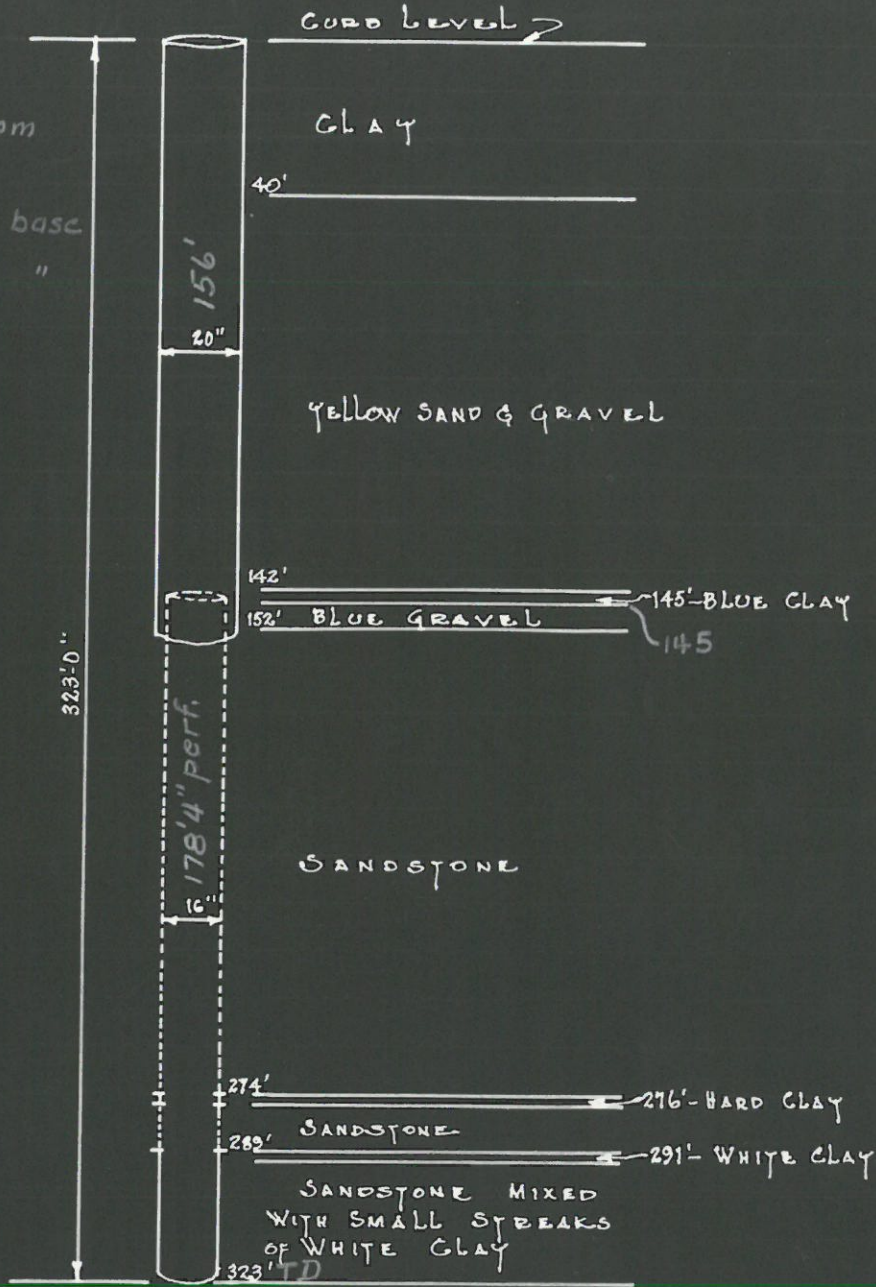 CURB LEVEL
CLAY
40'
base
"
156'
20"
YELLOW SAND & GRAVEL
142'
145'-BLUE CLAY
152' BLUE GRAVEL
145
323'-0"
178'4" perf.
SANDSTONE
16"
274'
276'-HARD CLAY
SANDSTONE
289'
291'-WHITE CLAY
SANDSTONE MIXED
WITH SMALL STREAKS
OF WHITE CLAY
323' TD